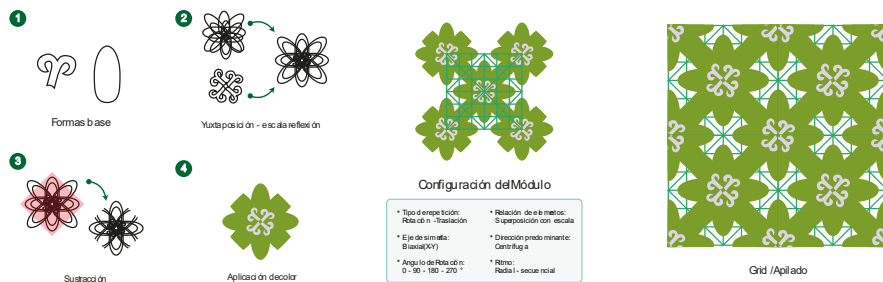 1
2
Formas base
Yuxtaposición - escala reflexión
3
4
Sustracción
Aplicación de color
Configuración del Módulo
* Tipo de repetición:
Rotación - Traslación
* Eje de simetría:
Biaxial(X-Y)
* Angulo de Rotación:
0 - 90 - 180 - 270 °
* Relación de elementos:
Superposición con escala
* Dirección predominante:
Centrífuga
* Ritmo:
Radial - secuencial
Grid /Apilado